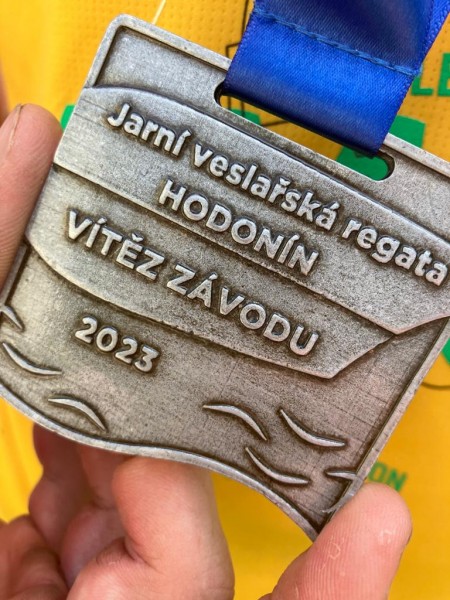 Jarní veslařská regata
HODONÍN
VÍTĚZ ZÁVODU
2023